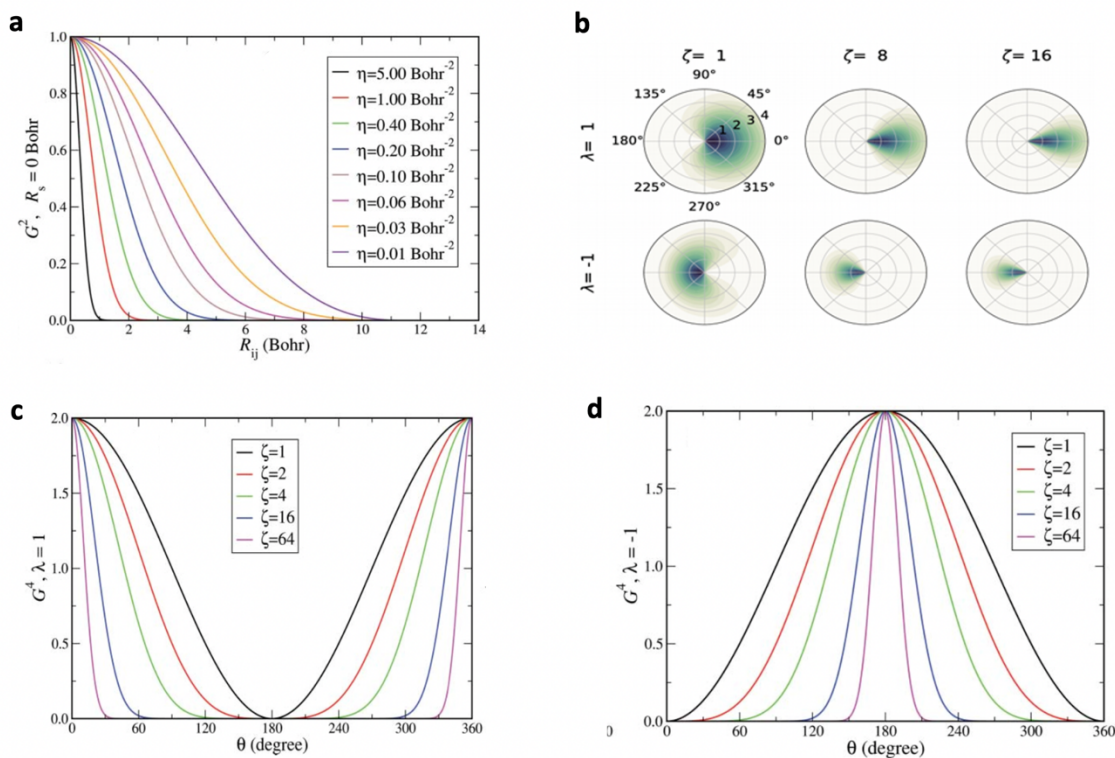 a
G², R_s = 0 Bohr
1.0
0.8
0.6
0.4
0.2
0.0
0 2 4 6 8 10 12 14
R_ij (Bohr)
η=5.00 Bohr⁻²
η=1.00 Bohr⁻²
η=0.40 Bohr⁻²
η=0.20 Bohr⁻²
η=0.10 Bohr⁻²
η=0.06 Bohr⁻²
η=0.03 Bohr⁻²
η=0.01 Bohr⁻²
b
ζ= 1 ζ= 8 ζ= 16
λ= 1
90°
135° 45°
180° 1 2 3 4 0°
225° 315°
270°
λ= -1
c
G⁴, λ = 1
2.0
1.5
1.0
0.5
0.0
0 60 120 180 240 300 360
θ (degree)
ζ=1
ζ=2
ζ=4
ζ=16
ζ=64
d
G⁴, λ = -1
2.0
1.5
1.0
0.5
0.0
0 0 60 120 180 240 300 360
θ (degree)
ζ=1
ζ=2
ζ=4
ζ=16
ζ=64